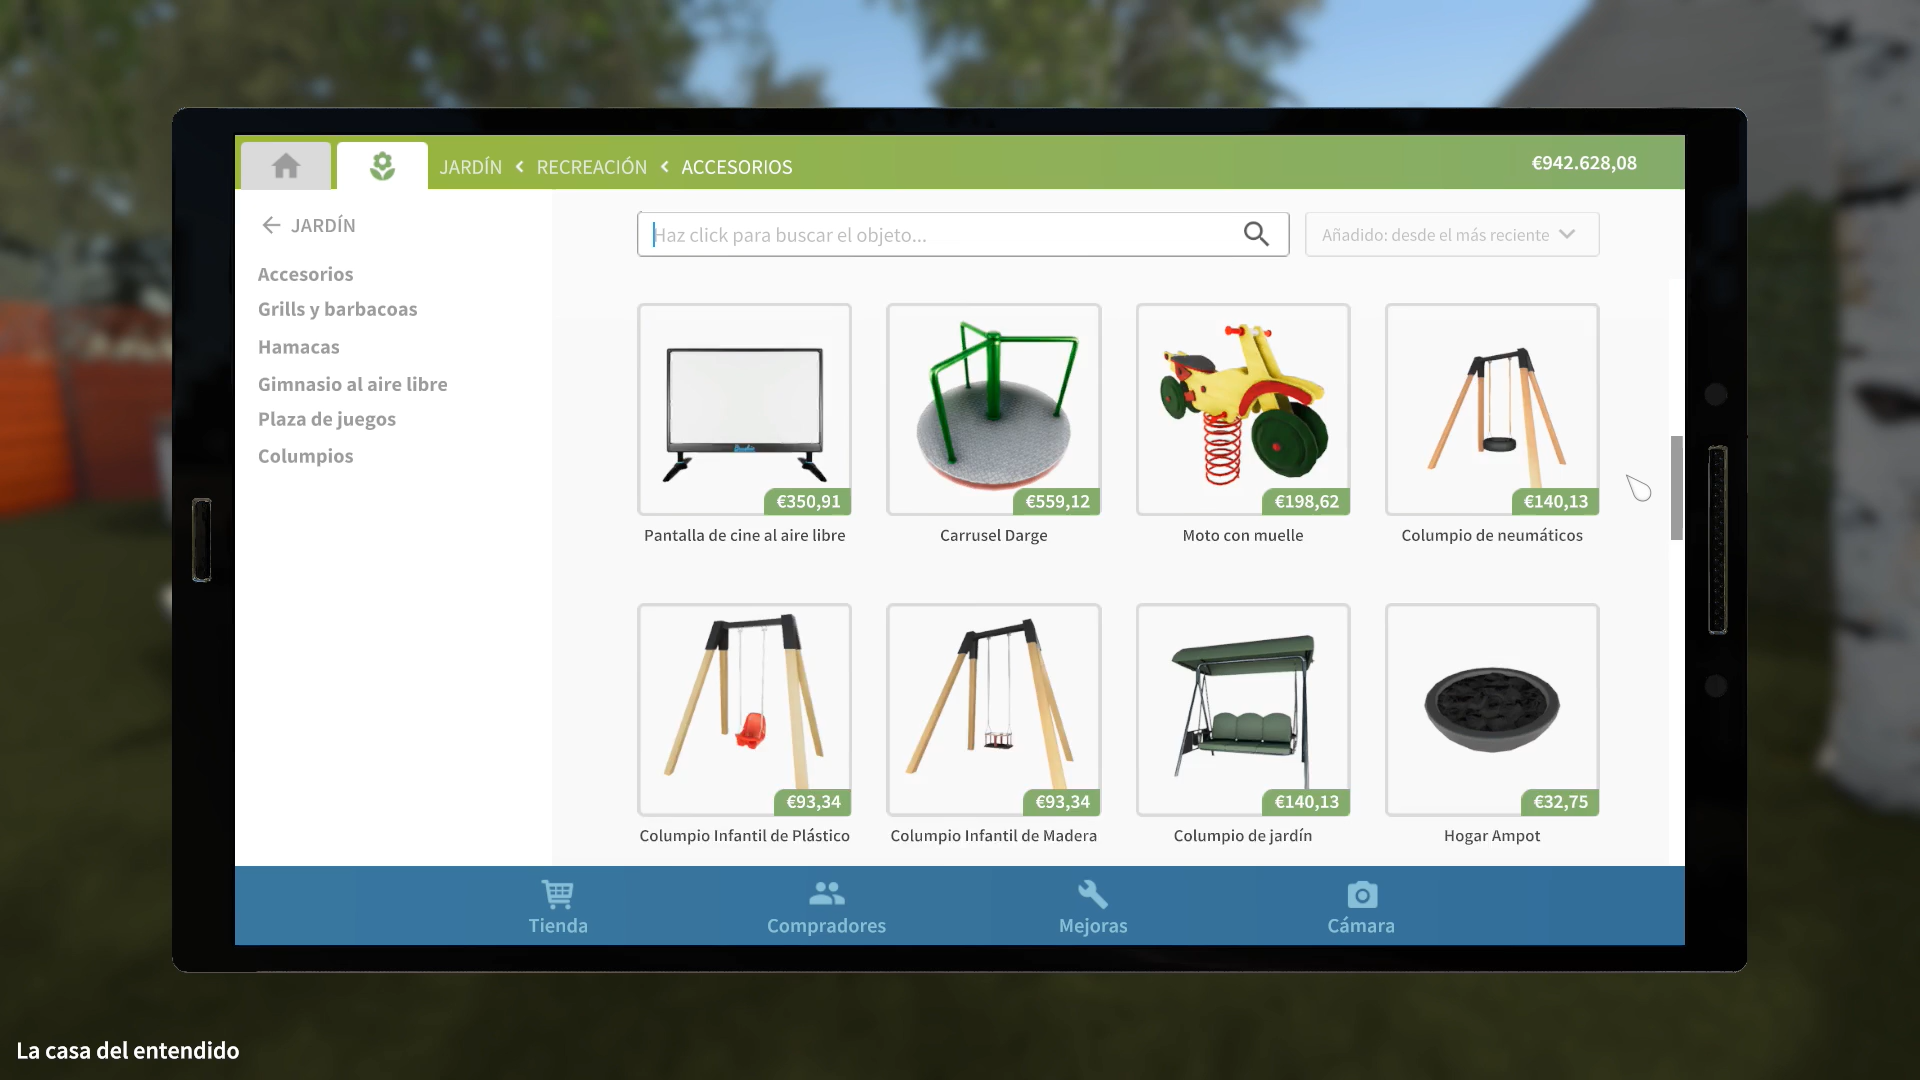 JARDÍN < RECREACIÓN < ACCESORIOS
€942.628,08
← JARDÍN
Accesorios
Grills y barbacoas
Hamacas
Gimnasio al aire libre
Plaza de juegos
Columpios
Haz click para buscar el objeto...
Añadido: desde el más reciente
€350,91
€559,12
€198,62
€140,13
Pantalla de cine al aire libre
Carrusel Darge
Moto con muelle
Columpio de neumáticos
€93,34
€93,34
€140,13
€32,75
Columpio Infantil de Plástico
Columpio Infantil de Madera
Columpio de jardín
Hogar Ampot
Tienda
Compradores
Mejoras
Cámara
La casa del entendido